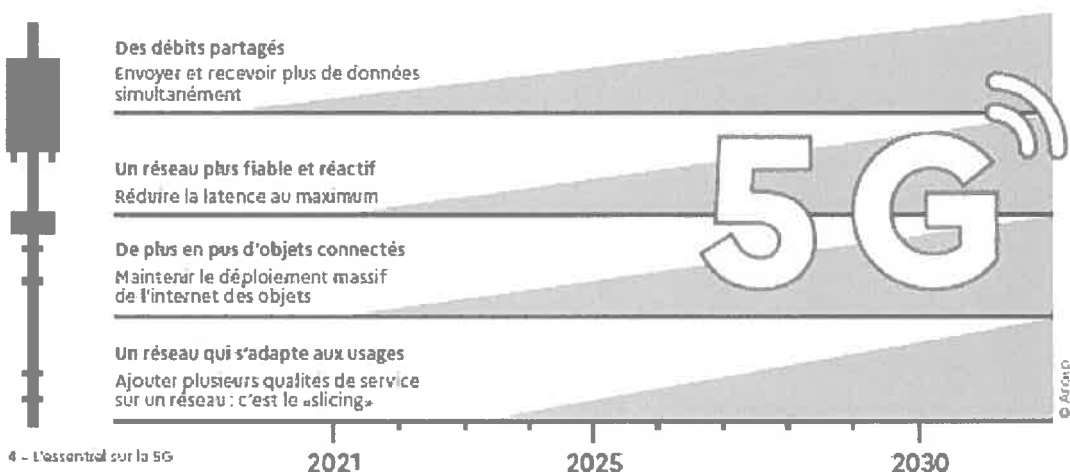 Des débits partagés
Envoyer et recevoir plus de données
simultanément
Un réseau plus fiable et réactif
Réduire la latence au maximum
5G
De plus en pus d'objets connectés
Maintenir le déploiement massif
de l'internet des objets
Un réseau qui s'adapte aux usages
Ajouter plusieurs qualités de service
sur un réseau : c'est le «slicing»
4 - L'essentiel sur la 5G
2021 2025 2030